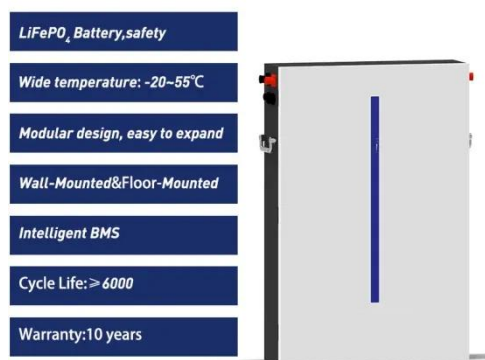 LiFePO₄ Battery,safety
Wide temperature: -20~55℃
Modular design, easy to expand
Wall-Mounted&Floor-Mounted
Intelligent BMS
Cycle Life:≥6000
Warranty:10 years